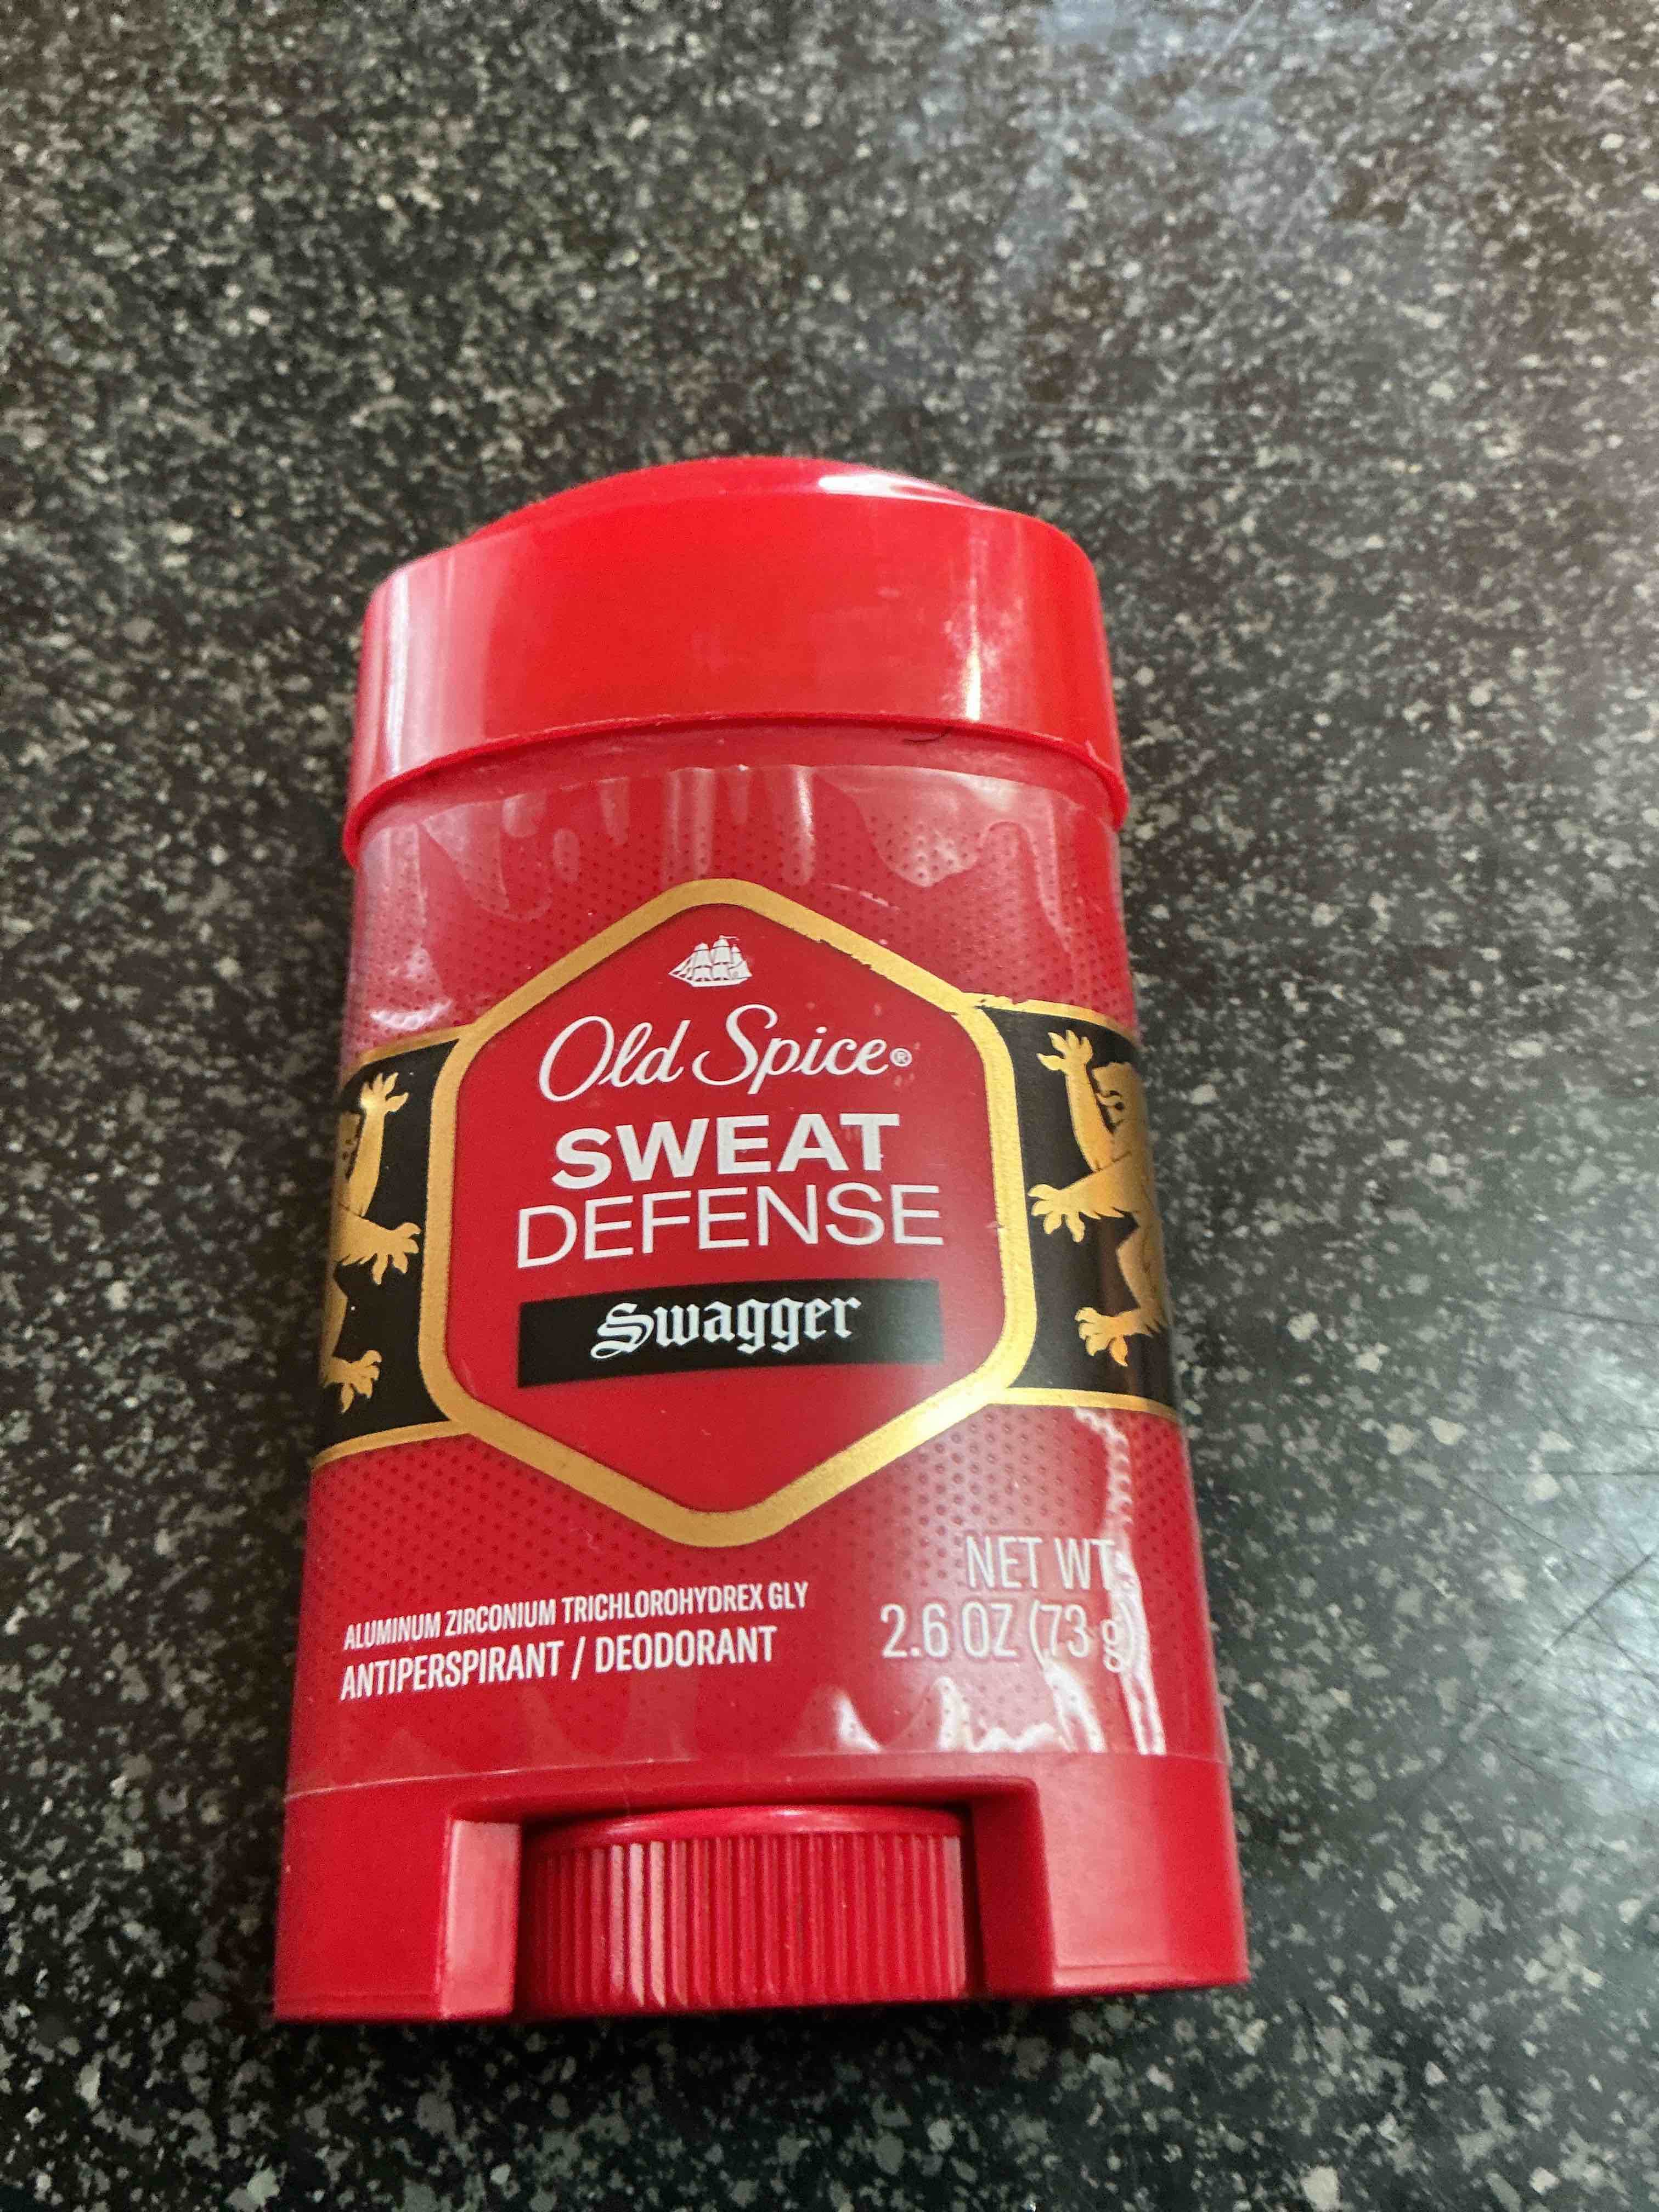 Old Spice®
SWEAT
DEFENSE
Swagger
ALUMINUM ZIRCONIUM TRICHLOROHYDREX GLY
ANTIPERSPIRANT / DEODORANT
NET WT
2.6 OZ (73 g)